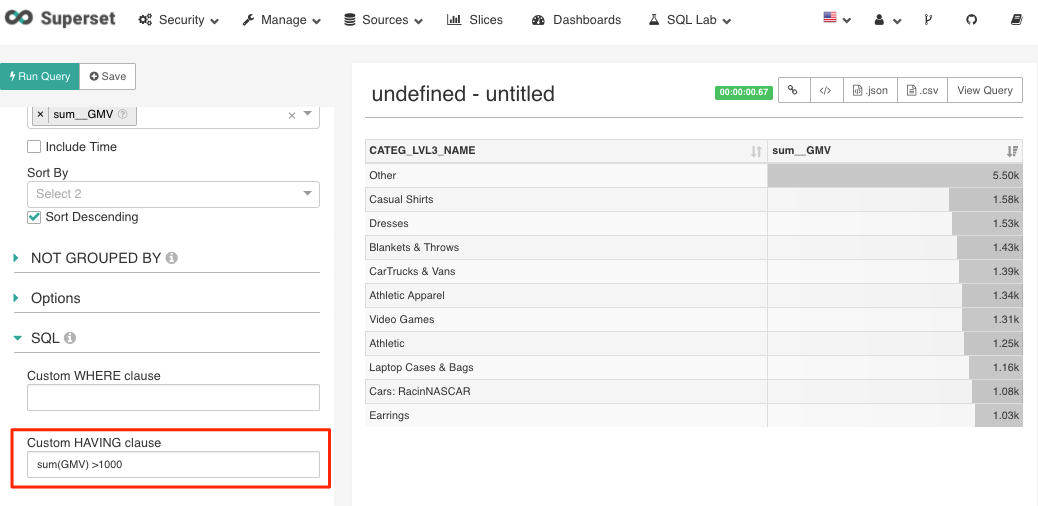 Superset Security Manage Sources Slices Dashboards SQL Lab
Run Query Save
× sum__GMV ×
Include Time
Sort By
Select 2
Sort Descending
NOT GROUPED BY
Options
SQL
Custom WHERE clause
Custom HAVING clause
sum(GMV) >1000
undefined - untitled 00:00:00.67 </> .json .csv View Query
CATEG_LVL3_NAME sum__GMV
Other 5.50k
Casual Shirts 1.58k
Dresses 1.53k
Blankets & Throws 1.43k
CarTrucks & Vans 1.39k
Athletic Apparel 1.34k
Video Games 1.31k
Athletic 1.25k
Laptop Cases & Bags 1.16k
Cars: RacinNASCAR 1.08k
Earrings 1.03k